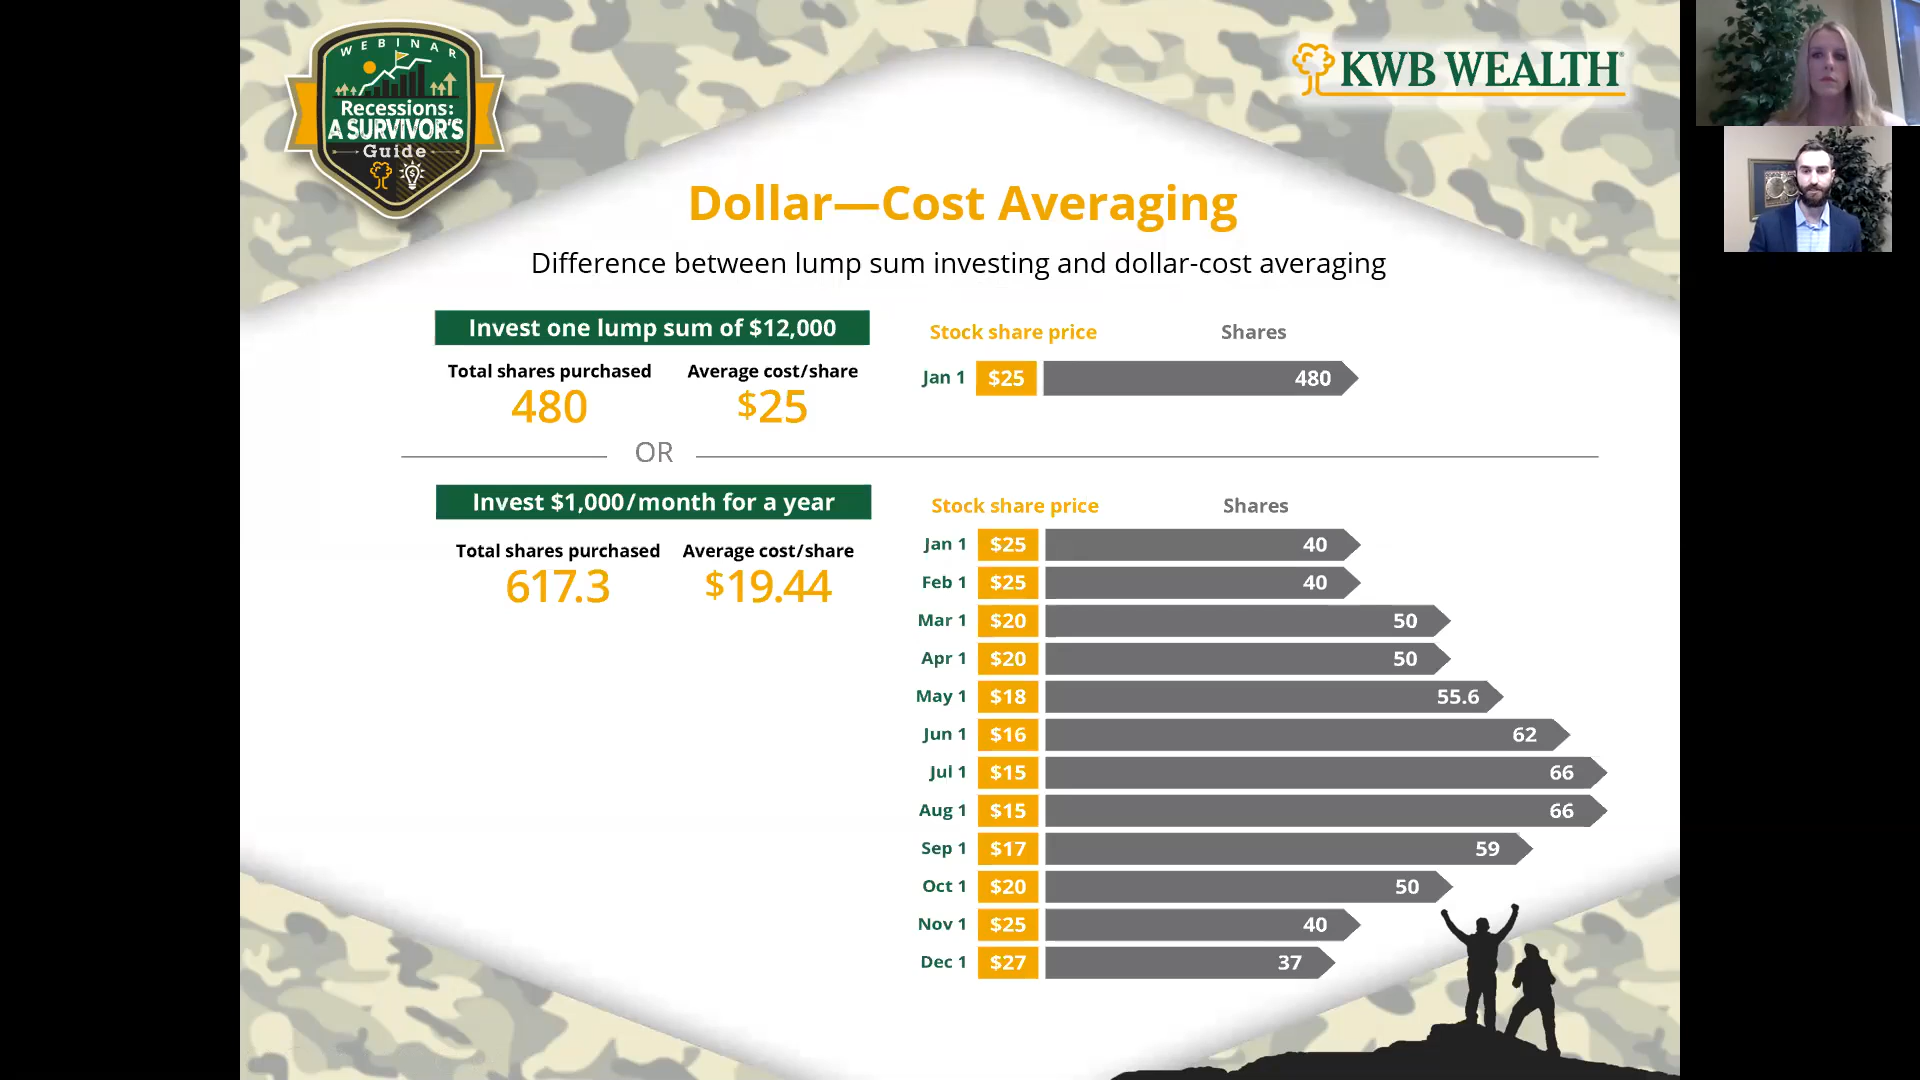 WEBINAR
Recessions:
A SURVIVOR'S
Guide
KWB WEALTH®
Dollar—Cost Averaging
Difference between lump sum investing and dollar-cost averaging
Invest one lump sum of $12,000
Total shares purchased Average cost/share
480 $25
Stock share price Shares
Jan 1 $25 480
OR
Invest $1,000/month for a year
Total shares purchased Average cost/share
617.3 $19.44
Stock share price Shares
Jan 1 $25 40
Feb 1 $25 40
Mar 1 $20 50
Apr 1 $20 50
May 1 $18 55.6
Jun 1 $16 62
Jul 1 $15 66
Aug 1 $15 66
Sep 1 $17 59
Oct 1 $20 50
Nov 1 $25 40
Dec 1 $27 37